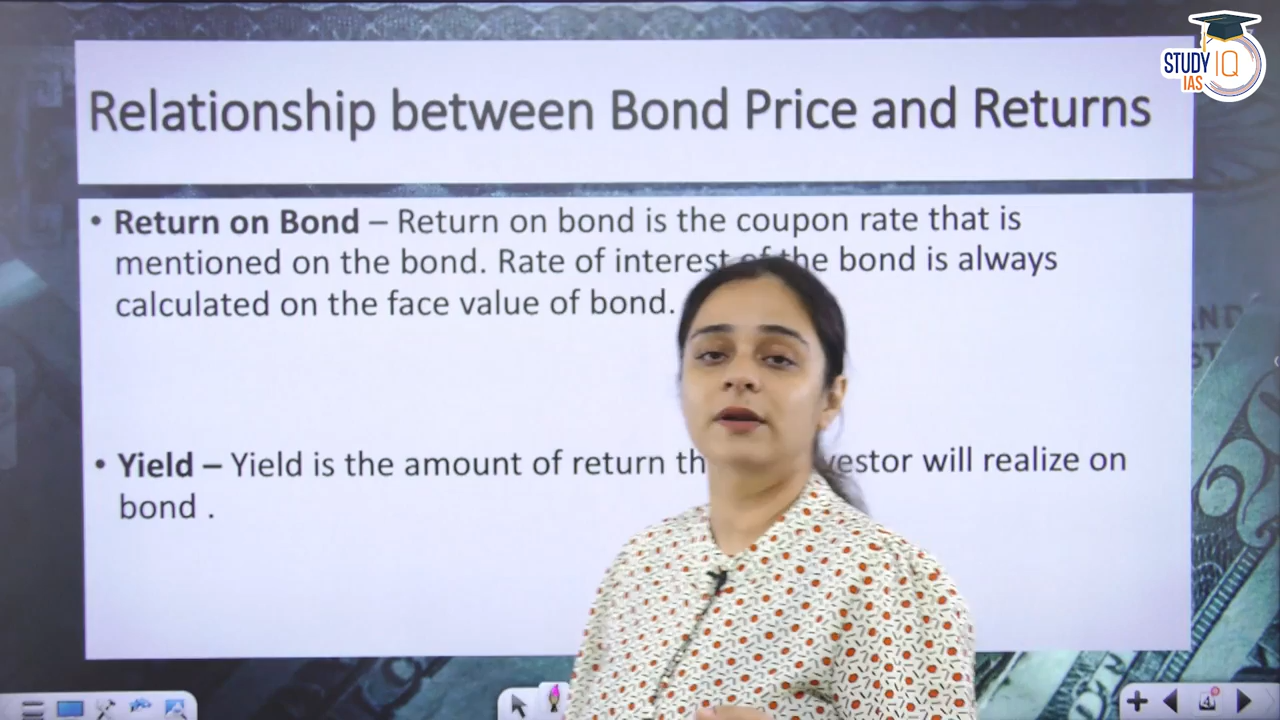 STUDY IQ
IAS
Relationship between Bond Price and Returns
• Return on Bond – Return on bond is the coupon rate that is
mentioned on the bond. Rate of interest of the bond is always
calculated on the face value of bond.
• Yield – Yield is the amount of return will realize on
bond .
4